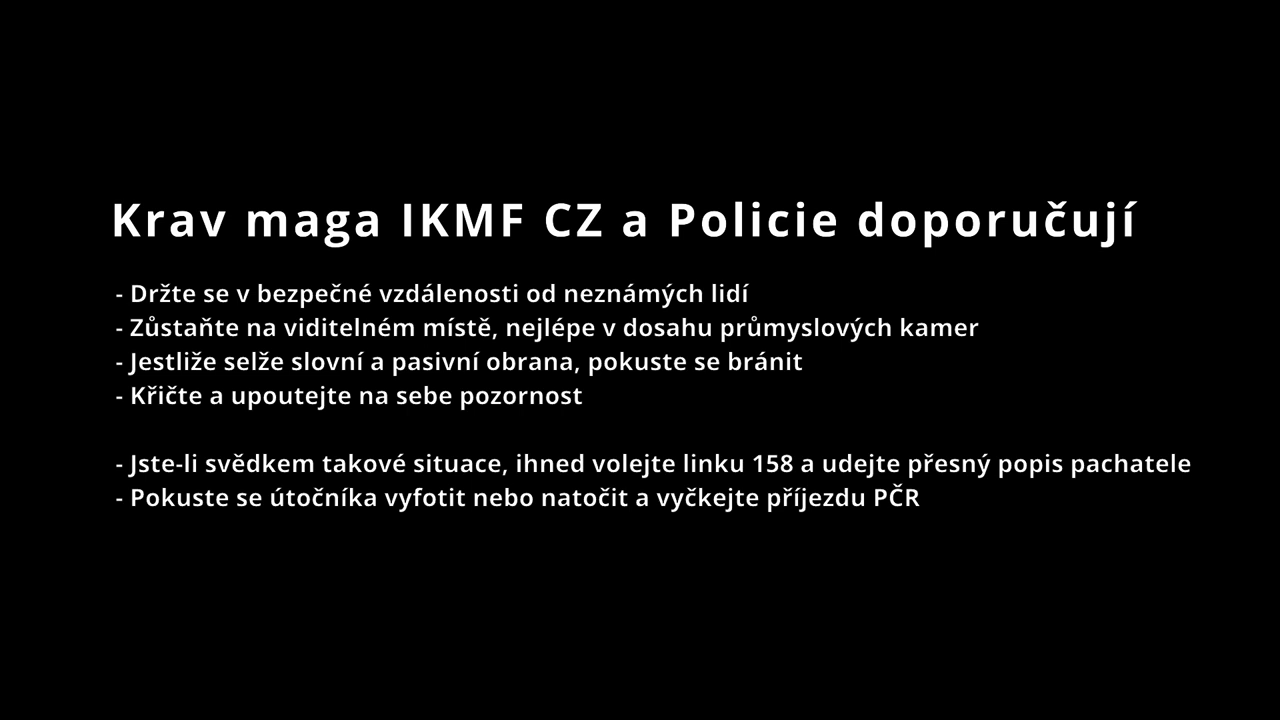 Krav maga IKMF CZ a Policie doporučují
- Držte se v bezpečné vzdálenosti od neznámých lidí
- Zůstaňte na viditelném místě, nejlépe v dosahu průmyslových kamer
- Jestliže selže slovní a pasivní obrana, pokuste se bránit
- Křičte a upoutejte na sebe pozornost
- Jste-li svědkem takové situace, ihned volejte linku 158 a udejte přesný popis pachatele
- Pokuste se útočníka vyfotit nebo natočit a vyčkejte příjezdu PČR